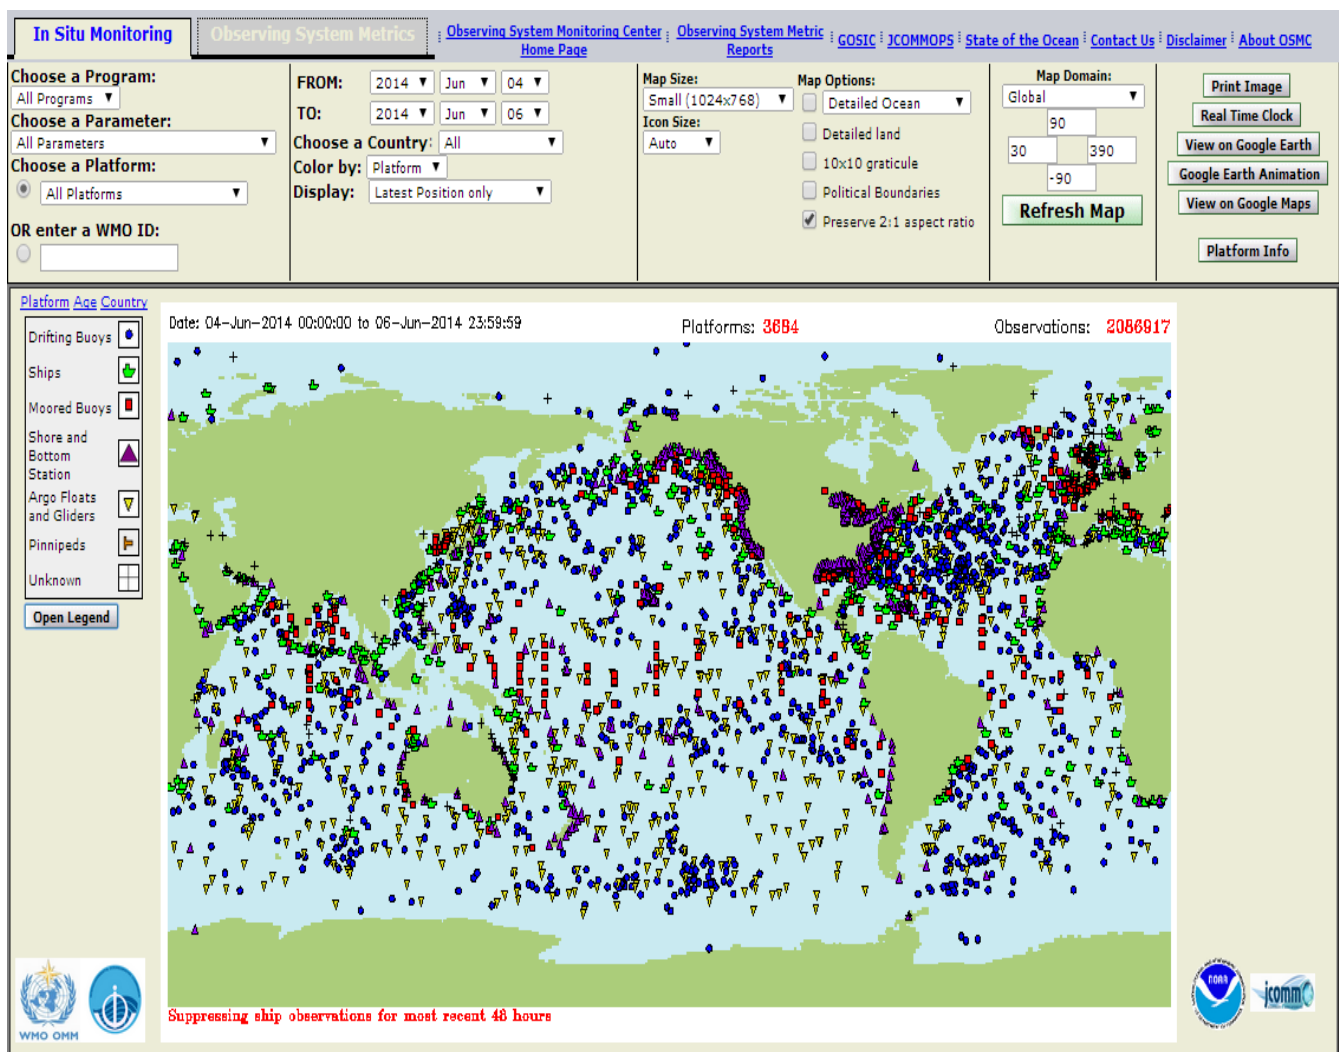 In Situ Monitoring
Observing System Metrics
Observing System Monitoring Center Home Page
Observing System Metric Reports
GOSIC
JCOMMOPS
State of the Ocean
Contact Us
Disclaimer
About OSMC
Choose a Program:
All Programs
Choose a Parameter:
All Parameters
Choose a Platform:
All Platforms
OR enter a WMO ID:
FROM: 2014 Jun 04
TO: 2014 Jun 06
Choose a Country: All
Color by: Platform
Display: Latest Position only
Map Size:
Small (1024x768)
Icon Size:
Auto
Map Options:
Detailed Ocean
Detailed land
10x10 graticule
Political Boundaries
Preserve 2:1 aspect ratio
Map Domain:
Global
90
30 390
-90
Refresh Map
Print Image
Real Time Clock
View on Google Earth
Google Earth Animation
View on Google Maps
Platform Info
Platform Age Country
Drifting Buoys
Ships
Moored Buoys
Shore and
Bottom
Station
Argo Floats
and Gliders
Pinnipeds
Unknown
Open Legend
Date: 04-Jun-2014 00:00:00 to 06-Jun-2014 23:59:59
Platforms: 3684
Observations: 2086917
Suppressing ship observations for most recent 48 hours
WMO OMM
NOAA
jcomm